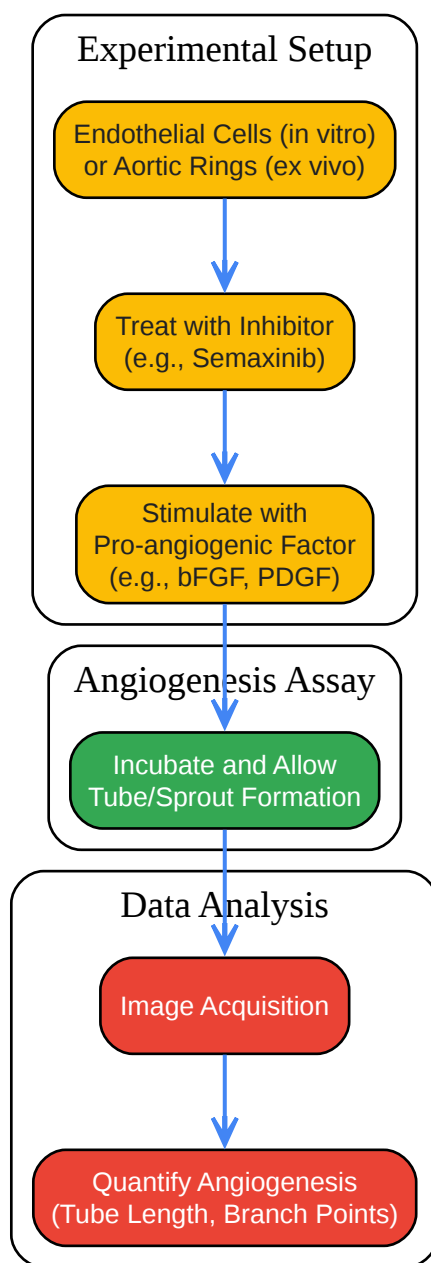 Experimental Setup
Endothelial Cells (in vitro)
or Aortic Rings (ex vivo)
Treat with Inhibitor
(e.g., Semaxinib)
Stimulate with
Pro-angiogenic Factor
(e.g., bFGF, PDGF)
Angiogenesis Assay
Incubate and Allow
Tube/Sprout Formation
Data Analysis
Image Acquisition
Quantify Angiogenesis
(Tube Length, Branch Points)